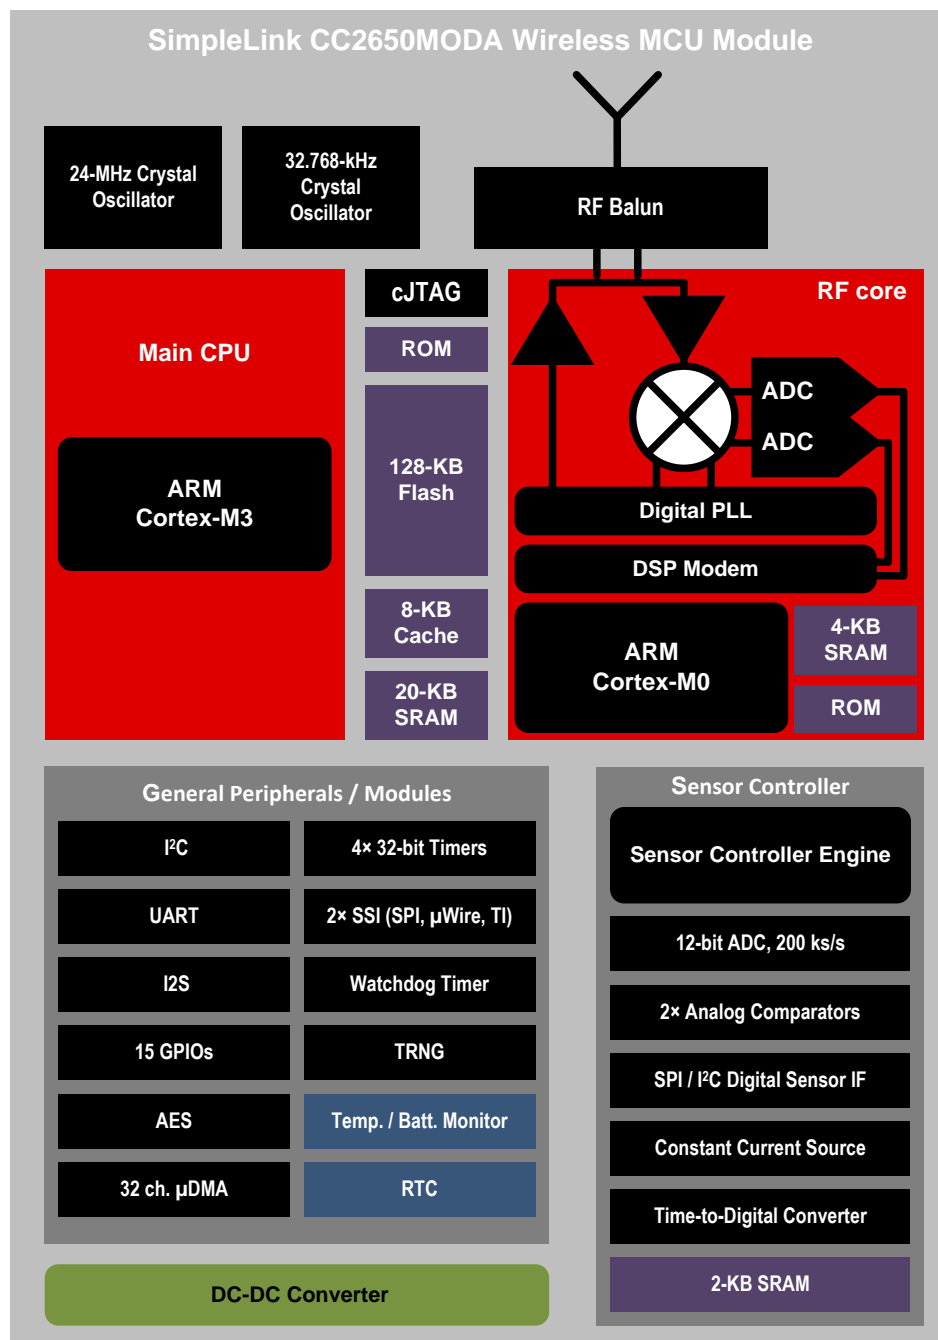 SimpleLink CC2650MODA Wireless MCU Module
24-MHz Crystal
Oscillator
32.768-kHz
Crystal
Oscillator
RF Balun
Main CPU
ARM
Cortex-M3
cJTAG
ROM
128-KB
Flash
8-KB
Cache
20-KB
SRAM
RF core
ADC
ADC
Digital PLL
DSP Modem
ARM
Cortex-M0
4-KB
SRAM
ROM
General Peripherals / Modules
I²C
4× 32-bit Timers
UART
2× SSI (SPI, µWire, TI)
I2S
Watchdog Timer
15 GPIOs
TRNG
AES
Temp. / Batt. Monitor
32 ch. µDMA
RTC
DC-DC Converter
Sensor Controller
Sensor Controller Engine
12-bit ADC, 200 ks/s
2× Analog Comparators
SPI / I²C Digital Sensor IF
Constant Current Source
Time-to-Digital Converter
2-KB SRAM